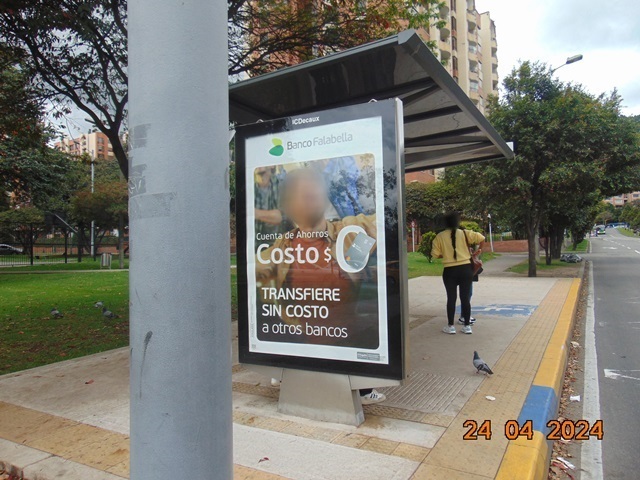 JCDecaux
Banco Falabella
Cuenta de Ahorros
Costo $0
TRANSFIERE
SIN COSTO
a otros bancos
24 04 2024